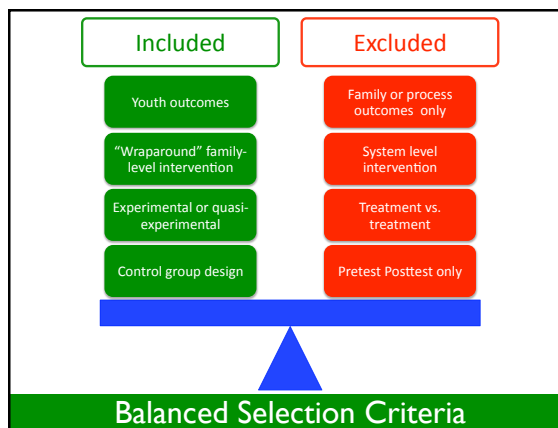 Included
Excluded
Youth outcomes
Family or process
outcomes only
“Wraparound” family-
level intervention
System level
intervention
Experimental or quasi-
experimental
Treatment vs.
treatment
Control group design
Pretest Posttest only
Balanced Selection Criteria